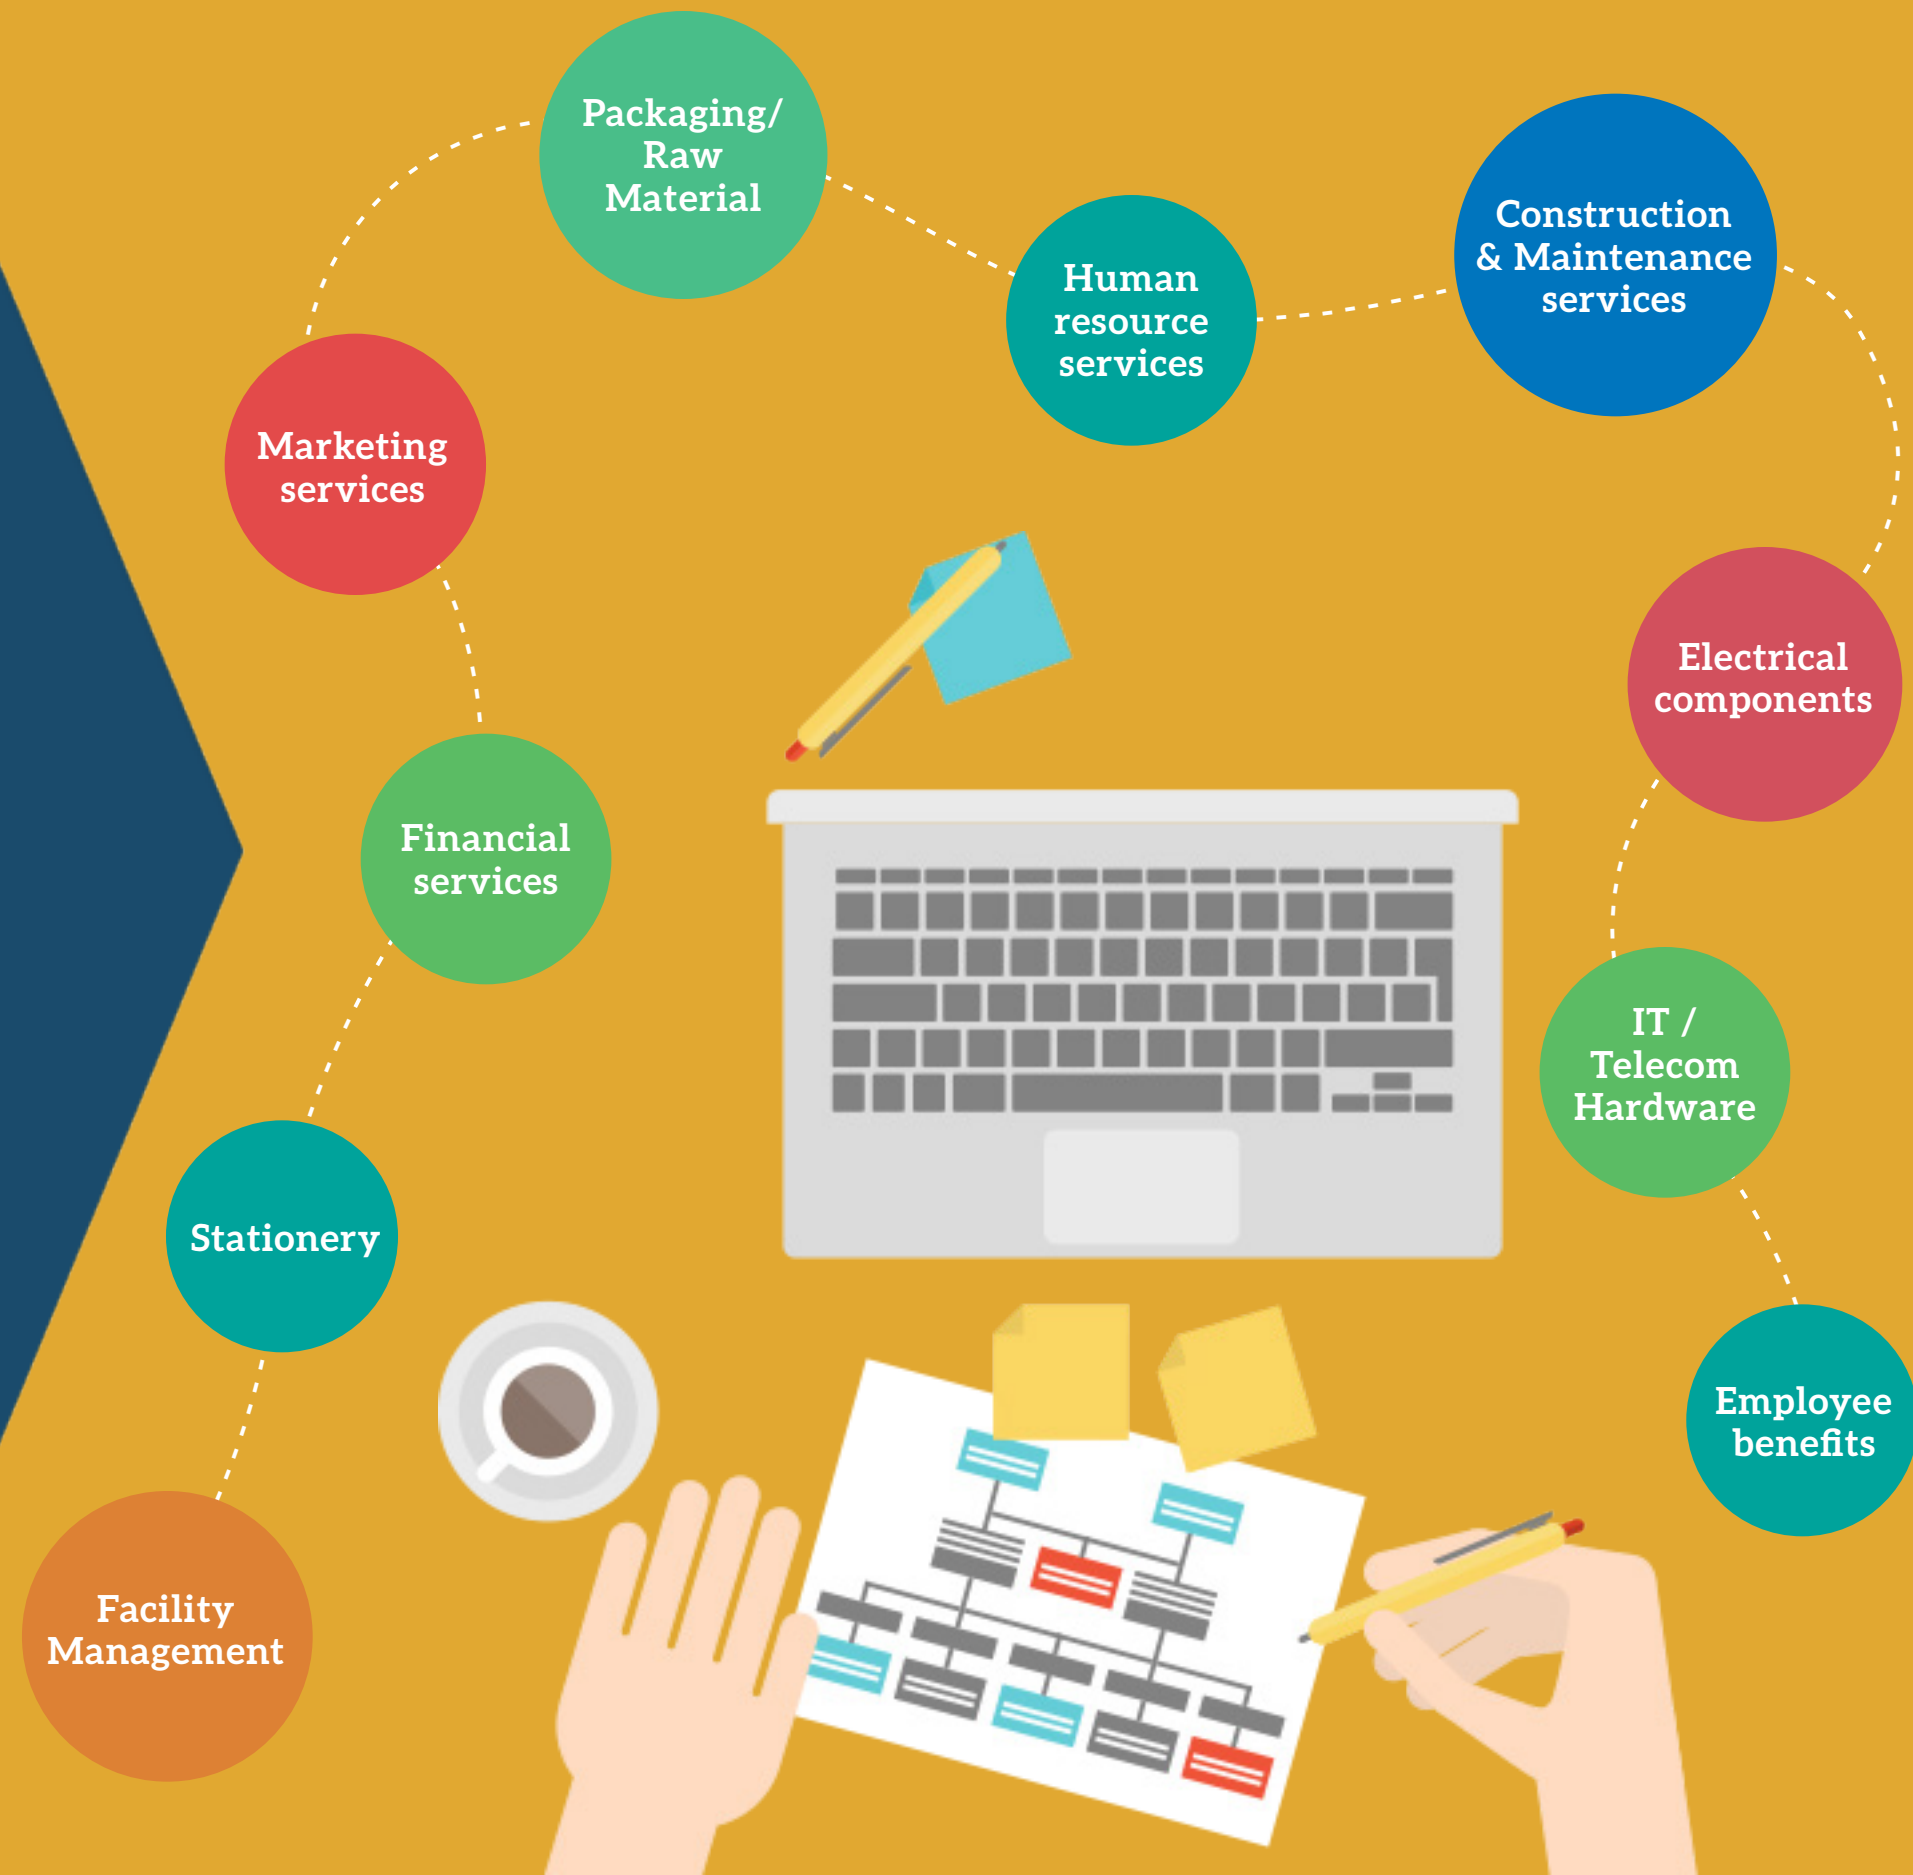 Packaging/
Raw
Material
Human
resource
services
Construction
& Maintenance
services
Marketing
services
Electrical
components
Financial
services
IT /
Telecom
Hardware
Stationery
Employee
benefits
Facility
Management